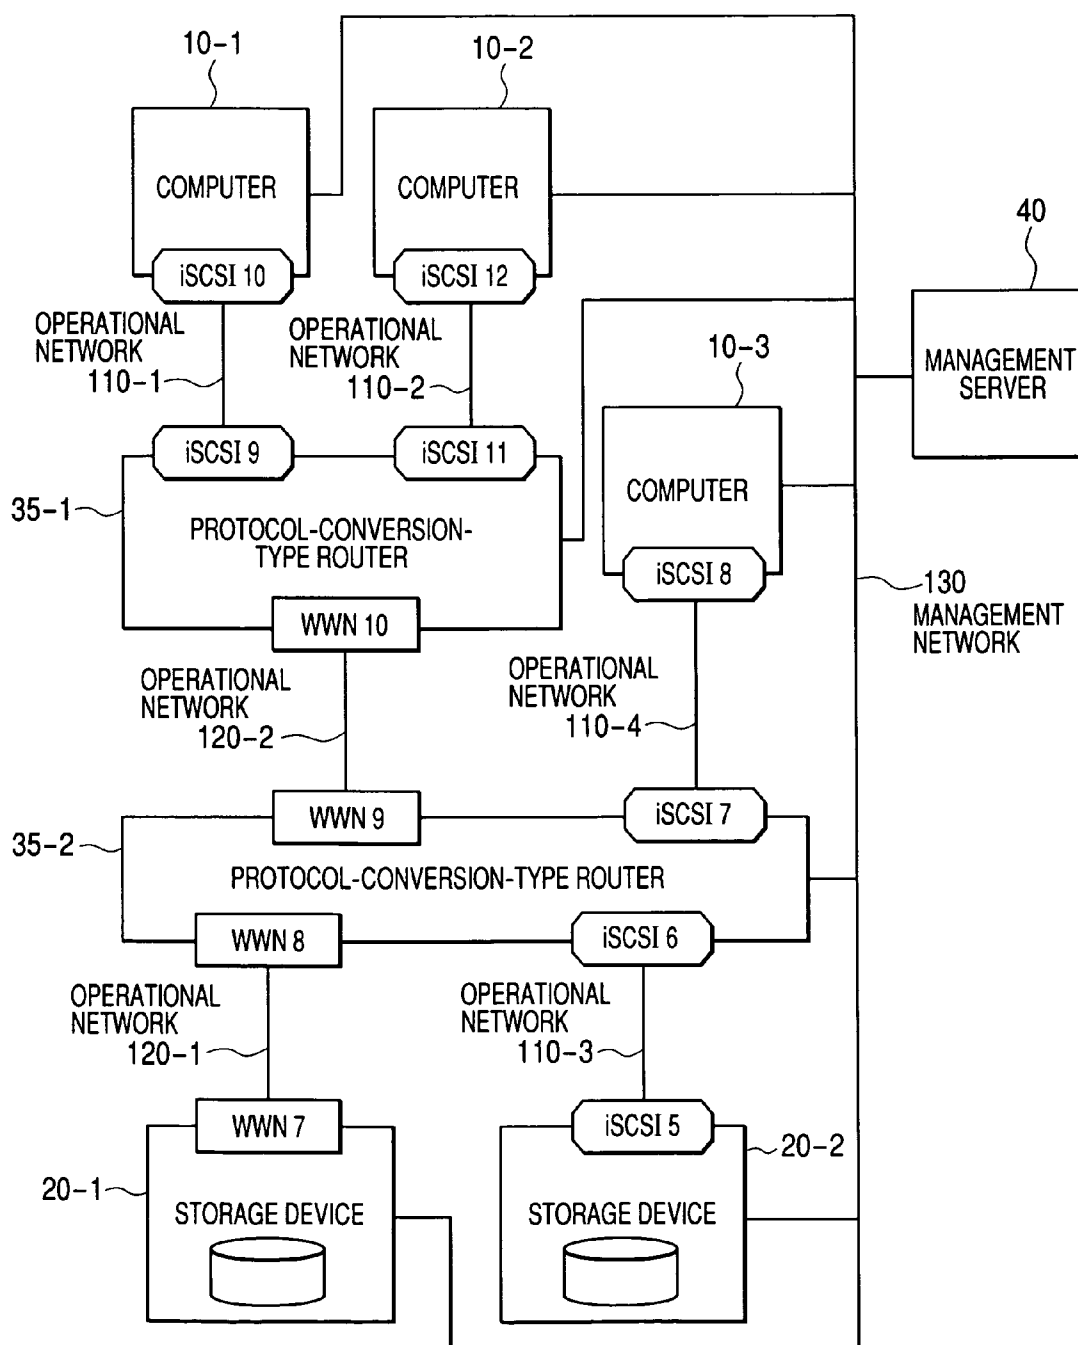 10-1
10-2
COMPUTER
COMPUTER
40
iSCSI 10
iSCSI 12
OPERATIONAL
NETWORK
110-1
OPERATIONAL
NETWORK
110-2
10-3
MANAGEMENT
SERVER
iSCSI 9
iSCSI 11
35-1
COMPUTER
PROTOCOL-CONVERSION-
TYPE ROUTER
iSCSI 8
130
MANAGEMENT
NETWORK
WWN 10
OPERATIONAL
NETWORK
120-2
OPERATIONAL
NETWORK
110-4
WWN 9
iSCSI 7
35-2
PROTOCOL-CONVERSION-TYPE ROUTER
WWN 8
iSCSI 6
OPERATIONAL
NETWORK
120-1
OPERATIONAL
NETWORK
110-3
WWN 7
iSCSI 5
20-1
20-2
STORAGE DEVICE
STORAGE DEVICE